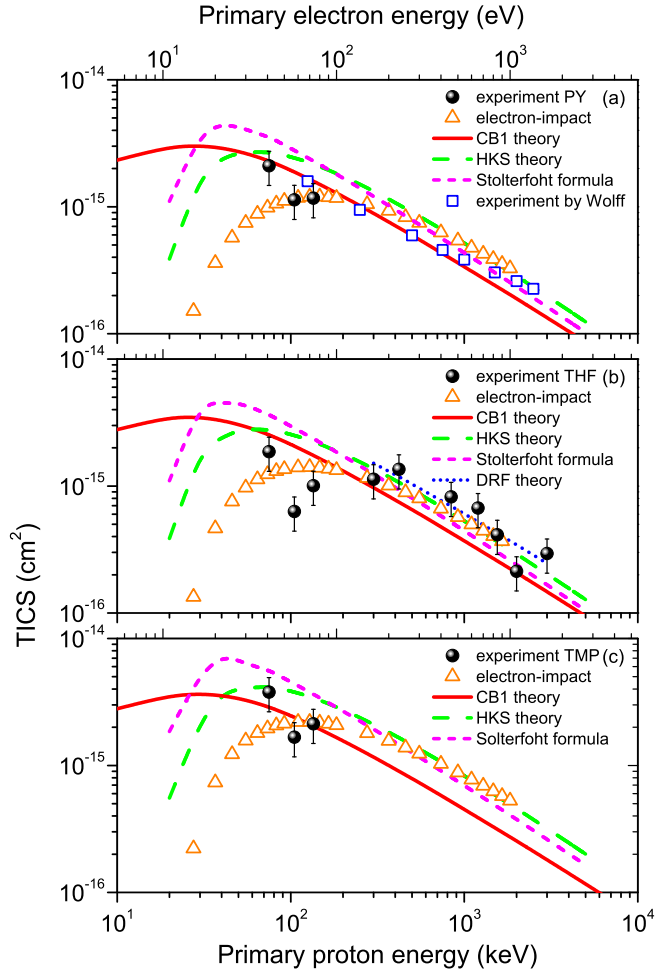 Primary electron energy (eV)
10^1 10^2 10^3
10^-14
experiment PY (a)
electron-impact
CB1 theory
HKS theory
Stolterfoht formula
experiment by Wolff
10^-15
10^-16
10^-14
experiment THF (b)
electron-impact
CB1 theory
HKS theory
Stolterfoht formula
DRF theory
10^-15
TICS (cm^2)
10^-16
10^-14
experiment TMP (c)
electron-impact
CB1 theory
HKS theory
Solterfoht formula
10^-15
10^-16
10^1 10^2 10^3 10^4
Primary proton energy (keV)